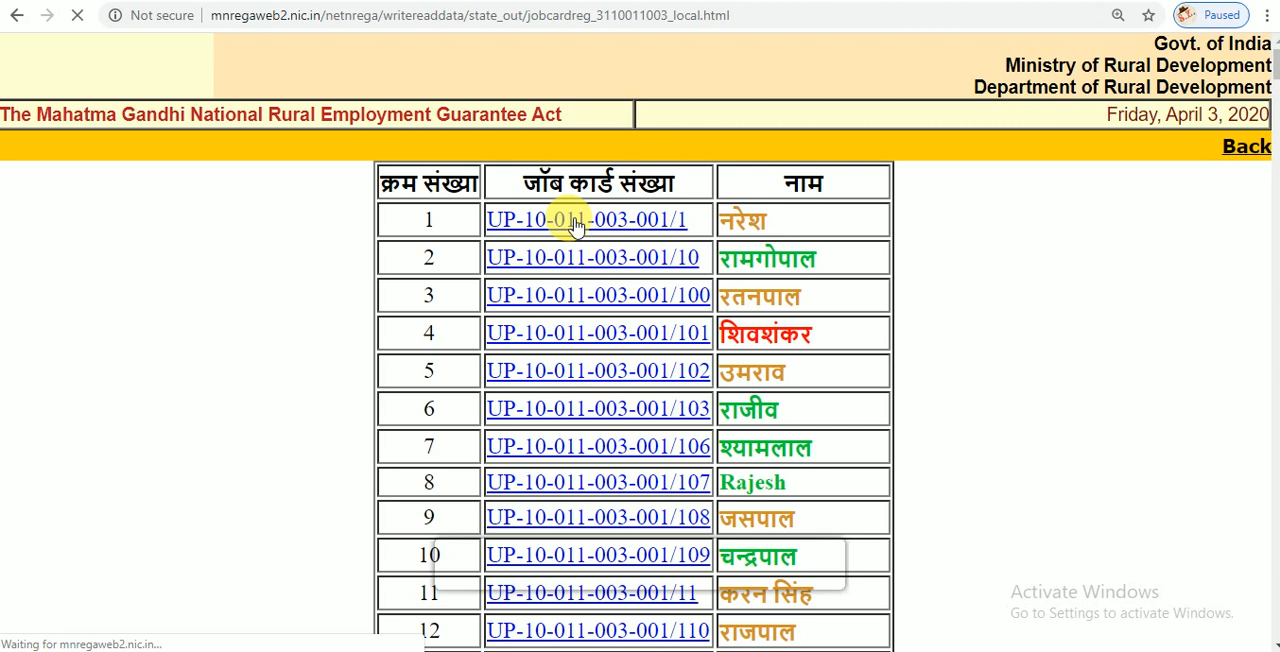 Not secure | mnregaweb2.nic.in/netnrega/writereaddata/state_out/jobcardreg_3110011003_local.html Paused
Govt. of India
Ministry of Rural Development
Department of Rural Development
The Mahatma Gandhi National Rural Employment Guarantee Act Friday, April 3, 2020
Back
क्रम संख्या जॉब कार्ड संख्या नाम
1 UP-10-011-003-001/1 नरेश
2 UP-10-011-003-001/10 रामगोपाल
3 UP-10-011-003-001/100 रतनपाल
4 UP-10-011-003-001/101 शिवशंकर
5 UP-10-011-003-001/102 उमराव
6 UP-10-011-003-001/103 राजीव
7 UP-10-011-003-001/106 श्यामलाल
8 UP-10-011-003-001/107 Rajesh
9 UP-10-011-003-001/108 जसपाल
10 UP-10-011-003-001/109 चन्द्रपाल
11 UP-10-011-003-001/11 करन सिंह
12 UP-10-011-003-001/110 राजपाल
Activate Windows
Go to Settings to activate Windows.
Waiting for mnregaweb2.nic.in...